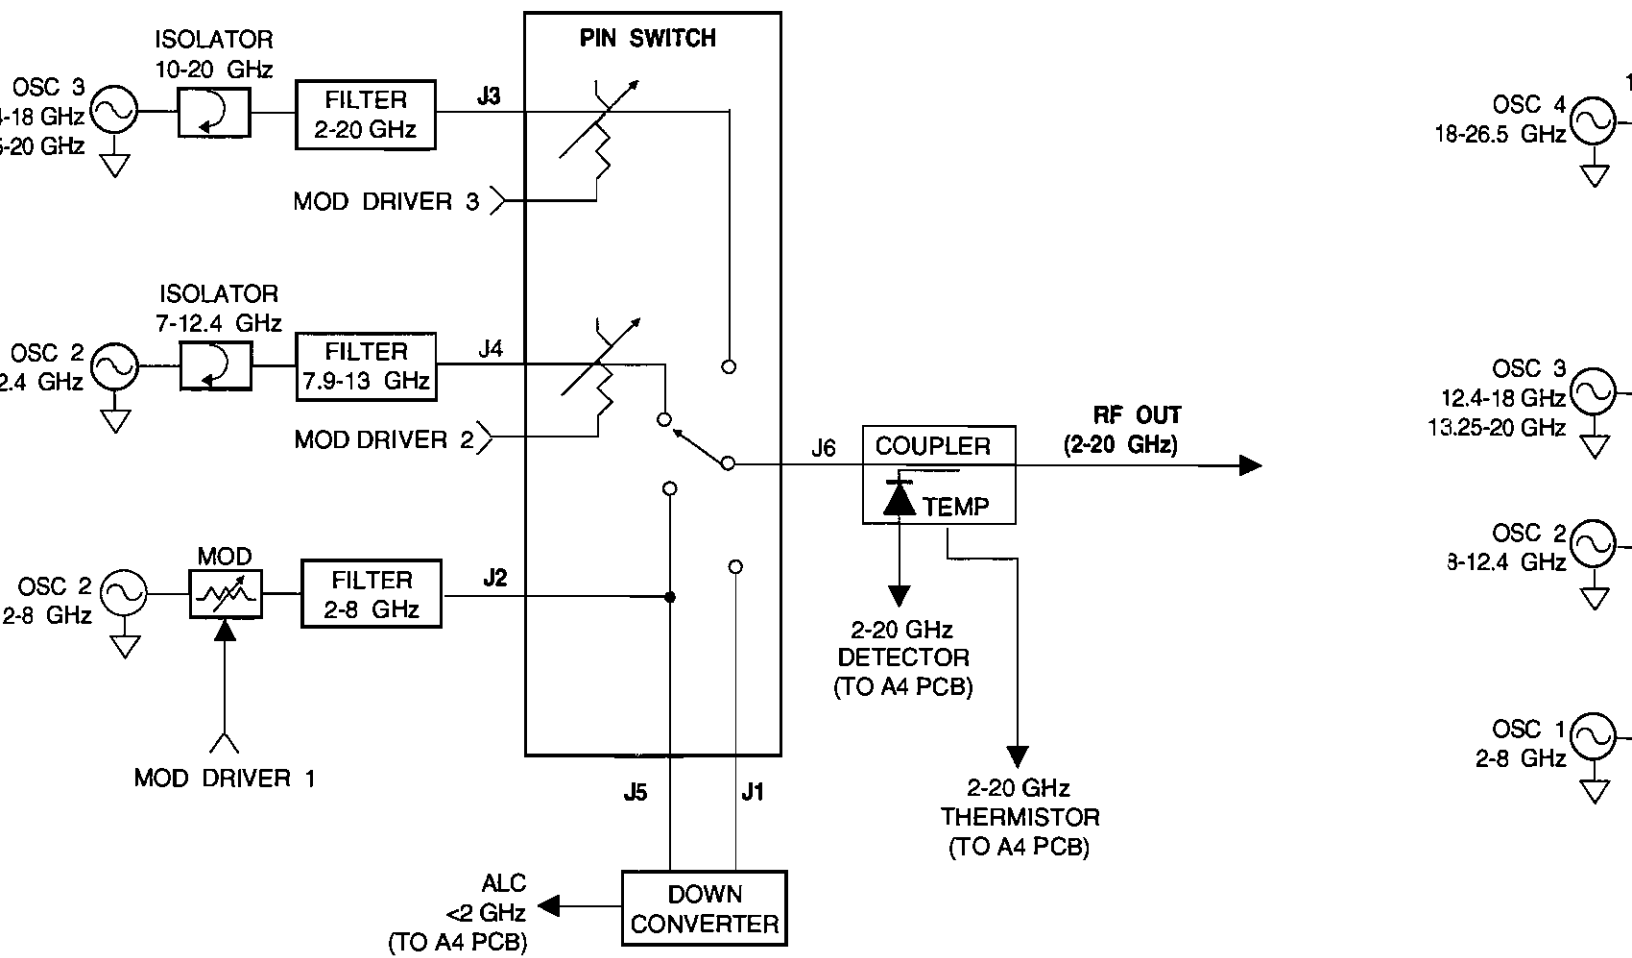 PIN SWITCH
ISOLATOR
10-20 GHz
OSC 3
4-18 GHz
5-20 GHz
FILTER
2-20 GHz
J3
MOD DRIVER 3
ISOLATOR
7-12.4 GHz
OSC 2
2.4 GHz
FILTER
7.9-13 GHz
J4
MOD DRIVER 2
MOD
OSC 2
2-8 GHz
FILTER
2-8 GHz
J2
MOD DRIVER 1
J6
COUPLER
TEMP
RF OUT
(2-20 GHz)
2-20 GHz
DETECTOR
(TO A4 PCB)
2-20 GHz
THERMISTOR
(TO A4 PCB)
J5
J1
DOWN
CONVERTER
ALC
<2 GHz
(TO A4 PCB)
1
OSC 4
18-26.5 GHz
OSC 3
12.4-18 GHz
13.25-20 GHz
OSC 2
8-12.4 GHz
OSC 1
2-8 GHz